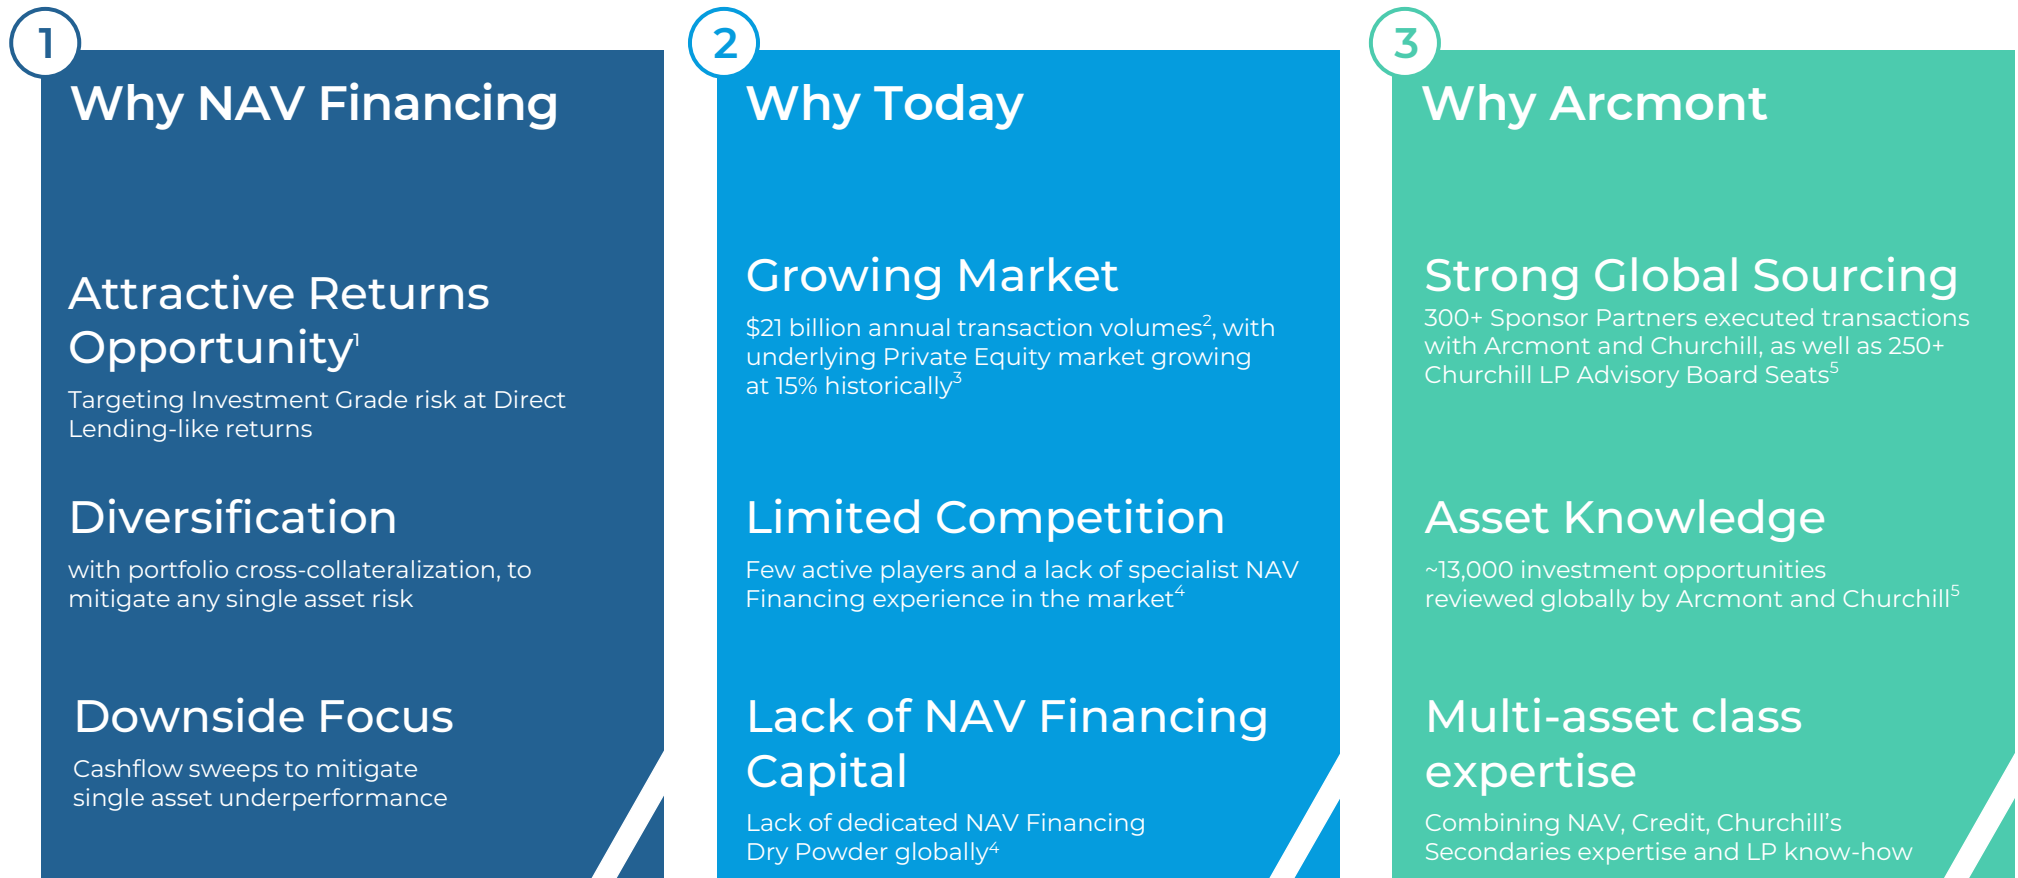 1
Why NAV Financing
Attractive Returns
Opportunity¹
Targeting Investment Grade risk at Direct
Lending-like returns
Diversification
with portfolio cross-collateralization, to
mitigate any single asset risk
Downside Focus
Cashflow sweeps to mitigate
single asset underperformance
2
Why Today
Growing Market
$21 billion annual transaction volumes², with
underlying Private Equity market growing
at 15% historically³
Limited Competition
Few active players and a lack of specialist NAV
Financing experience in the market⁴
Lack of NAV Financing
Capital
Lack of dedicated NAV Financing
Dry Powder globally⁴
3
Why Arcmont
Strong Global Sourcing
300+ Sponsor Partners executed transactions
with Arcmont and Churchill, as well as 250+
Churchill LP Advisory Board Seats⁵
Asset Knowledge
~13,000 investment opportunities
reviewed globally by Arcmont and Churchill⁵
Multi-asset class
expertise
Combining NAV, Credit, Churchill’s
Secondaries expertise and LP know-how